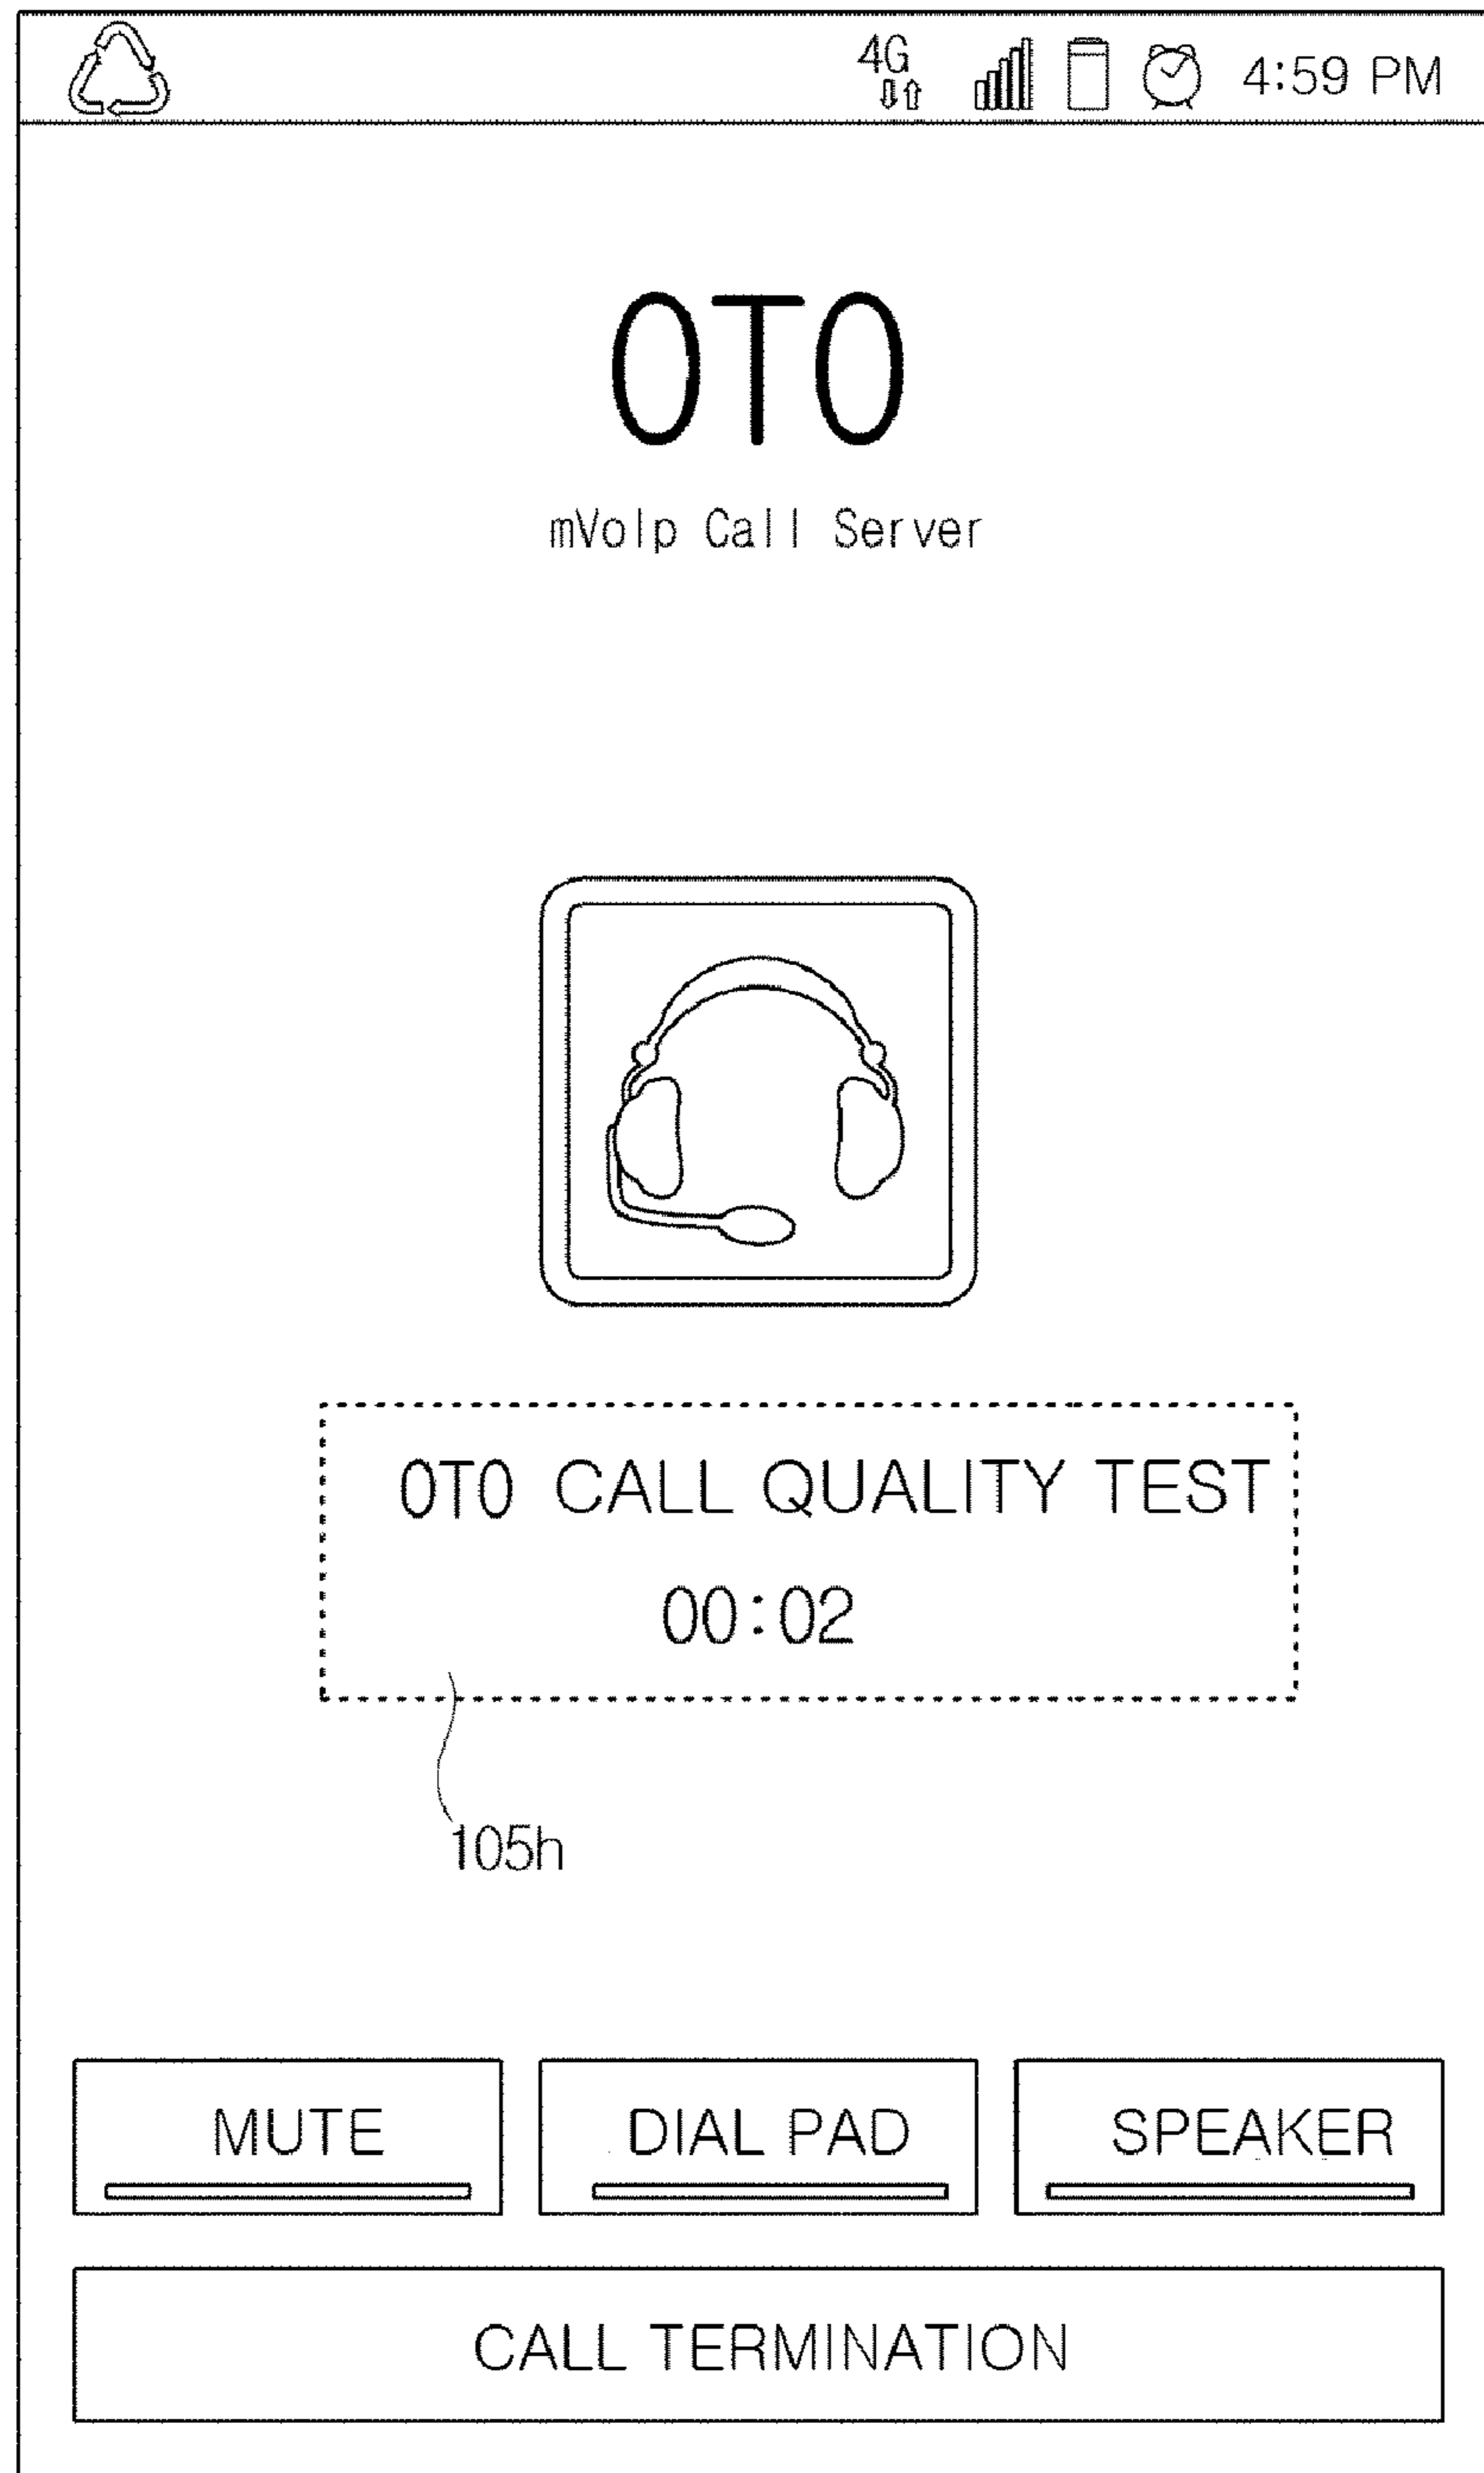 4G 4:59 PM
OTO
mVoIp Call Server
OTO CALL QUALITY TEST
00:02
105h
MUTE DIAL PAD SPEAKER
CALL TERMINATION